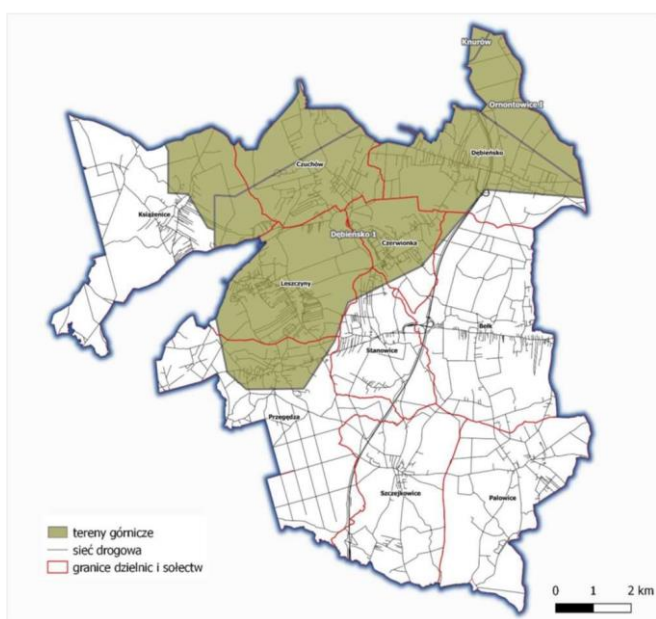 Knurów
Ornontowice I
Dębieńsko
Czuchów
Książenice
Dębieńsko 1
Czerwionka
Leszczyny
Bełk
Stanowice
Przegędza
Szczejkowice
Palowice
tereny górnicze
sieć drogowa
granice dzielnic i sołectw
0 1 2 km